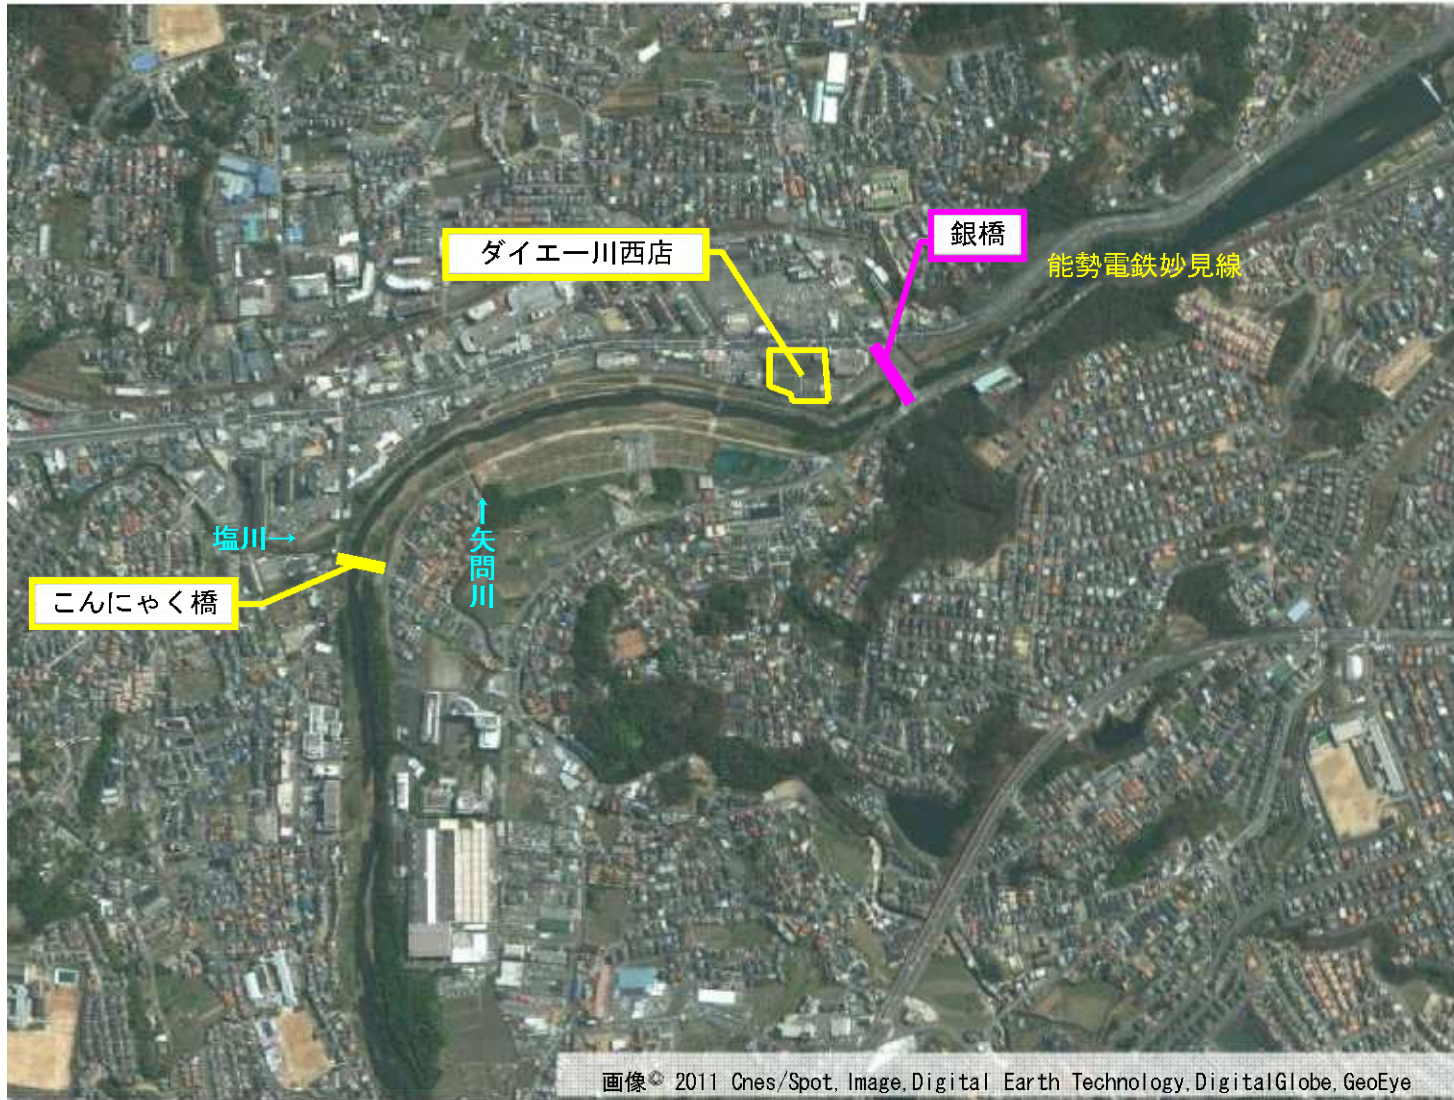 銀橋
ダイエー川西店
能勢電鉄妙見線
塩川→
↑矢問川
こんにゃく橋
画像© 2011 Cnes/Spot, Image, Digital Earth Technology, DigitalGlobe, GeoEye